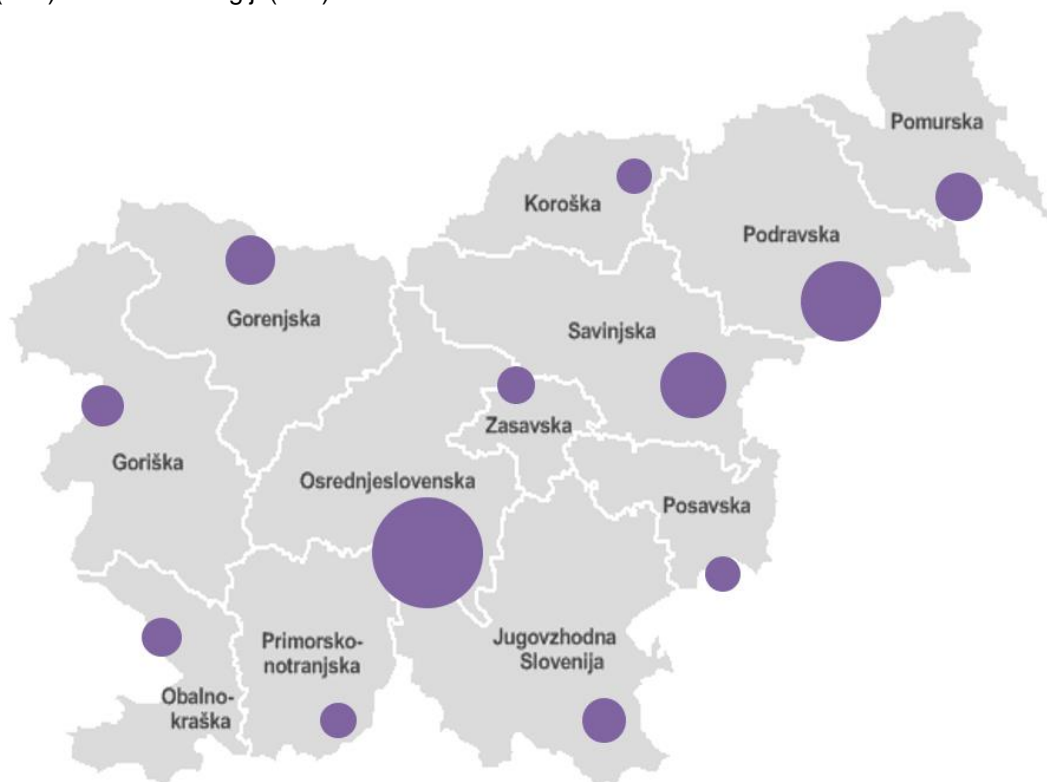 Pomurska
Koroška
Podravska
Gorenjska
Savinjska
Zasavska
Goriška
Osrednjeslovenska
Posavska
Primorsko-
notranjska
Jugovzhodna
Slovenija
Obalno-
kraška